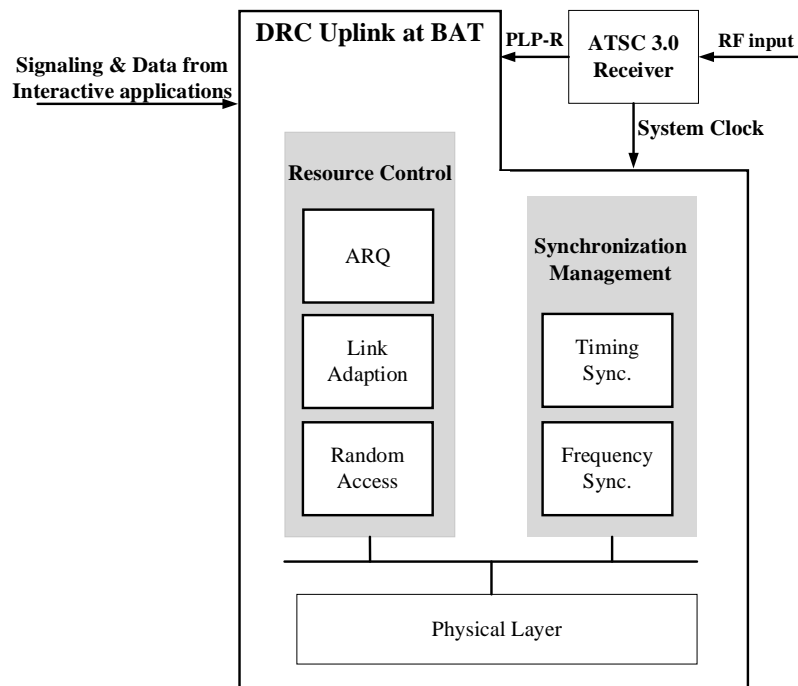 DRC Uplink at BAT
PLP-R
ATSC 3.0
Receiver
RF input
Signaling & Data from
Interactive applications
System Clock
Resource Control
ARQ
Link
Adaption
Random
Access
Synchronization
Management
Timing
Sync.
Frequency
Sync.
Physical Layer